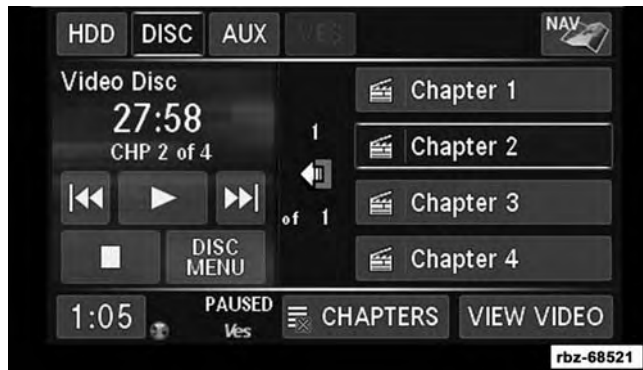 HDD DISC AUX VES NAV
Video Disc
27:58
CHP 2 of 4
DISC
MENU
1
of 1
Chapter 1
Chapter 2
Chapter 3
Chapter 4
1:05
PAUSED
Ves
CHAPTERS
VIEW VIDEO
rbz-68521